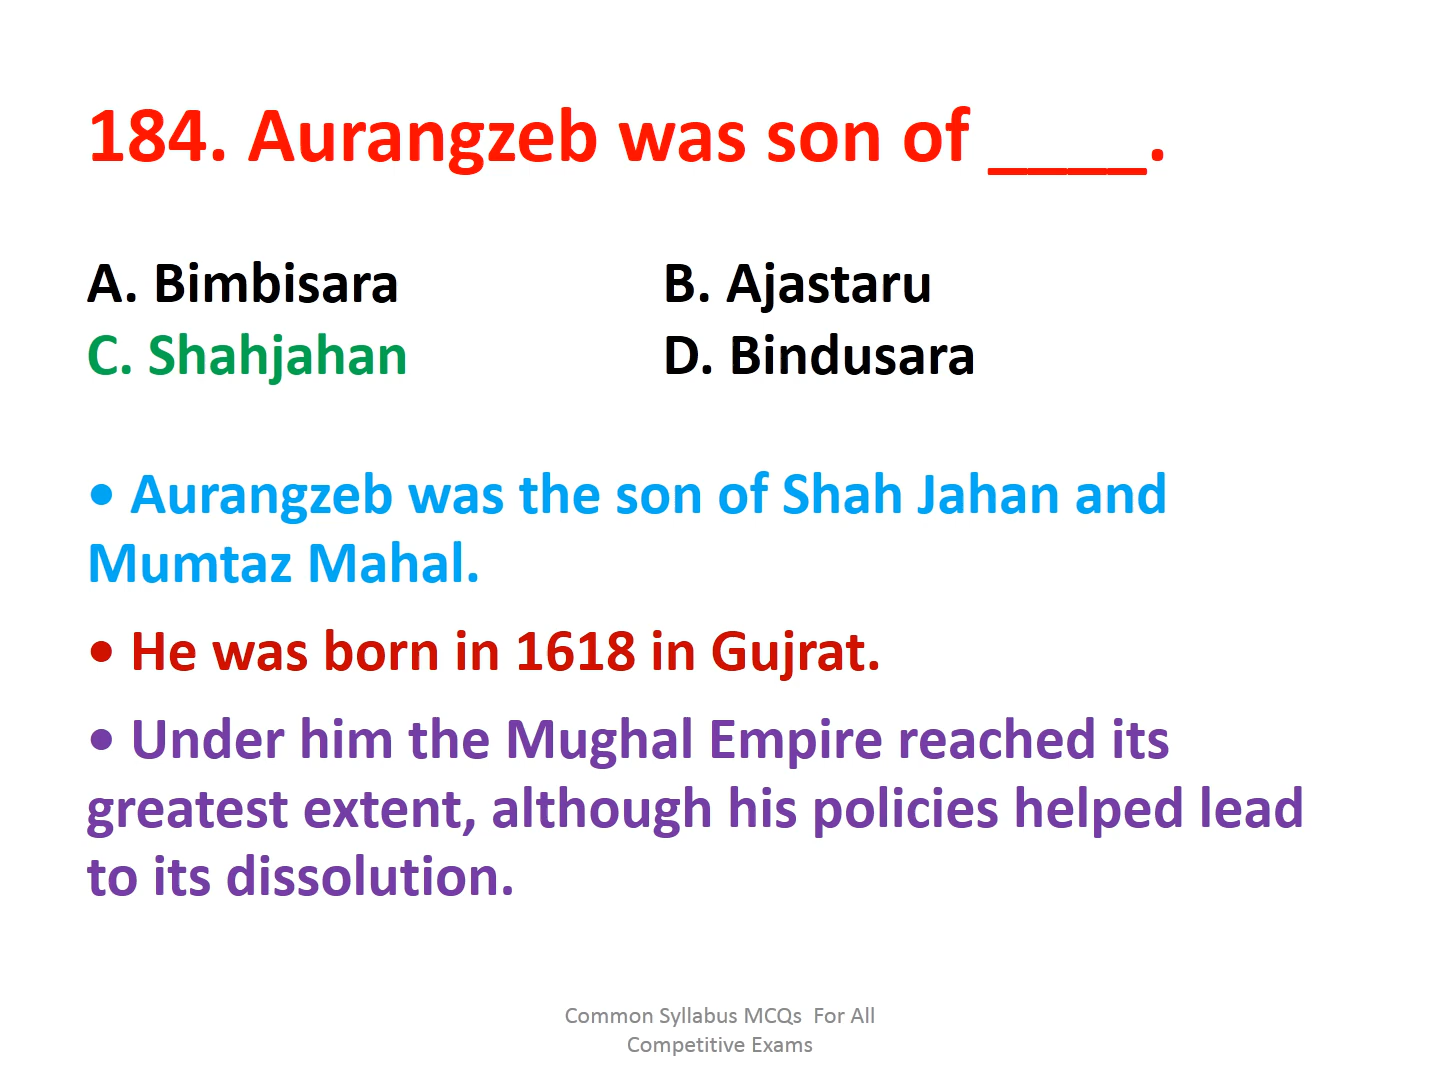 184. Aurangzeb was son of ____.
A. Bimbisara B. Ajastaru
C. Shahjahan D. Bindusara
• Aurangzeb was the son of Shah Jahan and
Mumtaz Mahal.
• He was born in 1618 in Gujrat.
• Under him the Mughal Empire reached its
greatest extent, although his policies helped lead
to its dissolution.
Common Syllabus MCQs For All
Competitive Exams